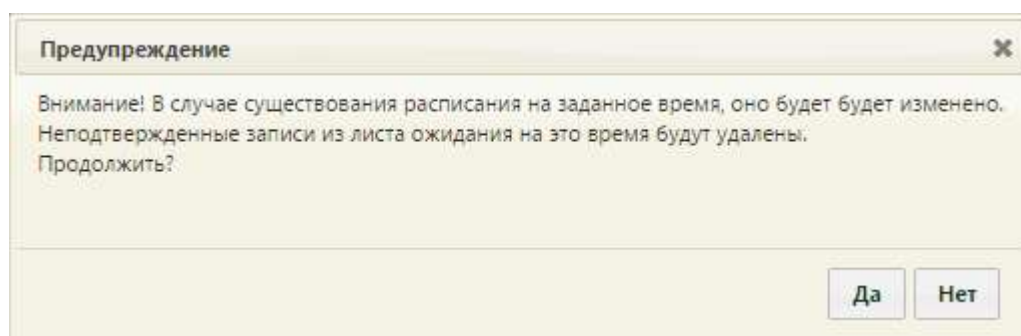 Предупреждение
Внимание! В случае существования расписания на заданное время, оно будет будет изменено.
Неподтвержденные записи из листа ожидания на это время будут удалены.
Продолжить?
Да Нет